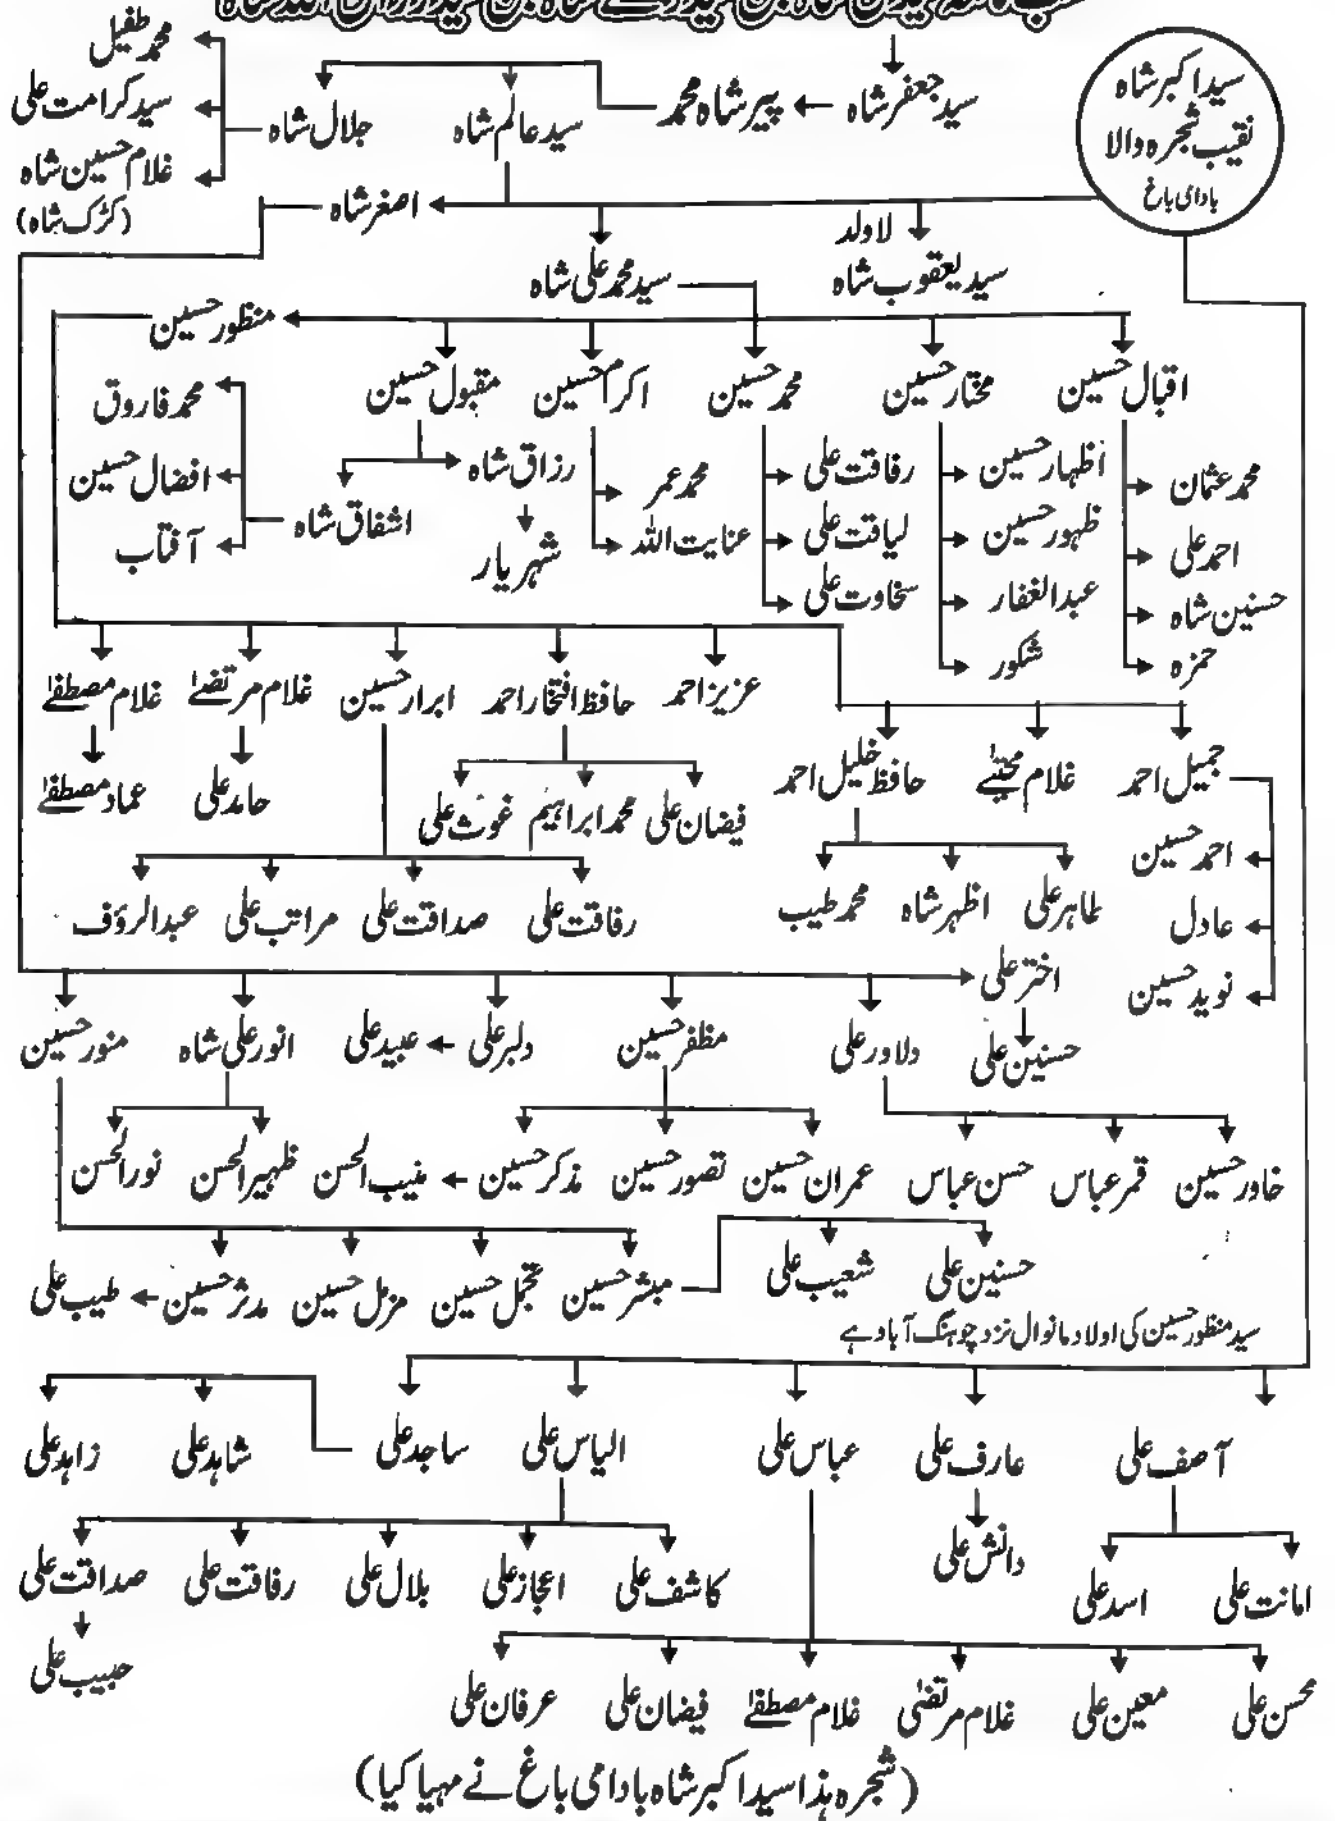 محمد طفیل
سید کرامت علی
غلام حسین شاہ
(کڑک شاہ)
سید جعفر شاہ پیر شاہ محمد
سید عالم شاہ جلال شاہ
سید اکبر شاہ
نقیب شجرہ والا
بادامی باغ
اصغر شاہ
لا ولد
سید یعقوب شاہ
سید محمد علی شاہ
منظور حسین
اقبال حسین مختار حسین محمد حسین اکرام حسین مقبول حسین
محمد عثمان
احمد علی
حسنین شاہ
حمزہ
اظہار حسین
ظہور حسین
عبدالغفار
شکور
رفاقت علی
لیاقت علی
سخاوت علی
محمد عمر
عنایت اللہ
رزاق شاہ
شہریار
اشفاق شاہ
محمد فاروق
افضال حسین
آفتاب
عزیز احمد حافظ افتخار احمد ابرار حسین غلام مرتضےٰ غلام مصطفےٰ
جمیل احمد غلام مجتبےٰ حافظ خلیل احمد
حامد علی عماد مصطفےٰ
فیضان علی محمد ابراہیم غوث علی
احمد حسین
عادل
نوید حسین
طاہر علی اظہر شاہ محمد طیب
رفاقت علی صداقت علی مراتب علی عبدالرؤف
اختر علی
حسنین علی
دلاور علی مظفر حسین دلبر علی عبید علی انور علی شاہ منور حسین
خاور حسین قمر عباس حسن عباس عمران حسین تصور حسین مذکر حسین منیب الحسن ظہیر الحسن نور الحسن
حسنین علی شعیب علی مبشر حسین تجمل حسین مزمل حسین مدثر حسین طیب علی
سید منظور حسین کی اولاد مانوال نزد چوہنگ آباد ہے
آصف علی عارف علی عباس علی الیاس علی ساجد علی شاہد علی زاہد علی
امانت علی اسد علی دانش علی
کاشف علی اعجاز علی بلال علی رفاقت علی صداقت علی
حبیب علی
محسن علی معین علی غلام مرتضیٰ غلام مصطفےٰ فیضان علی عرفان علی
(شجرہ ہذا سید اکبر شاہ بادامی باغ نے مہیا کیا)